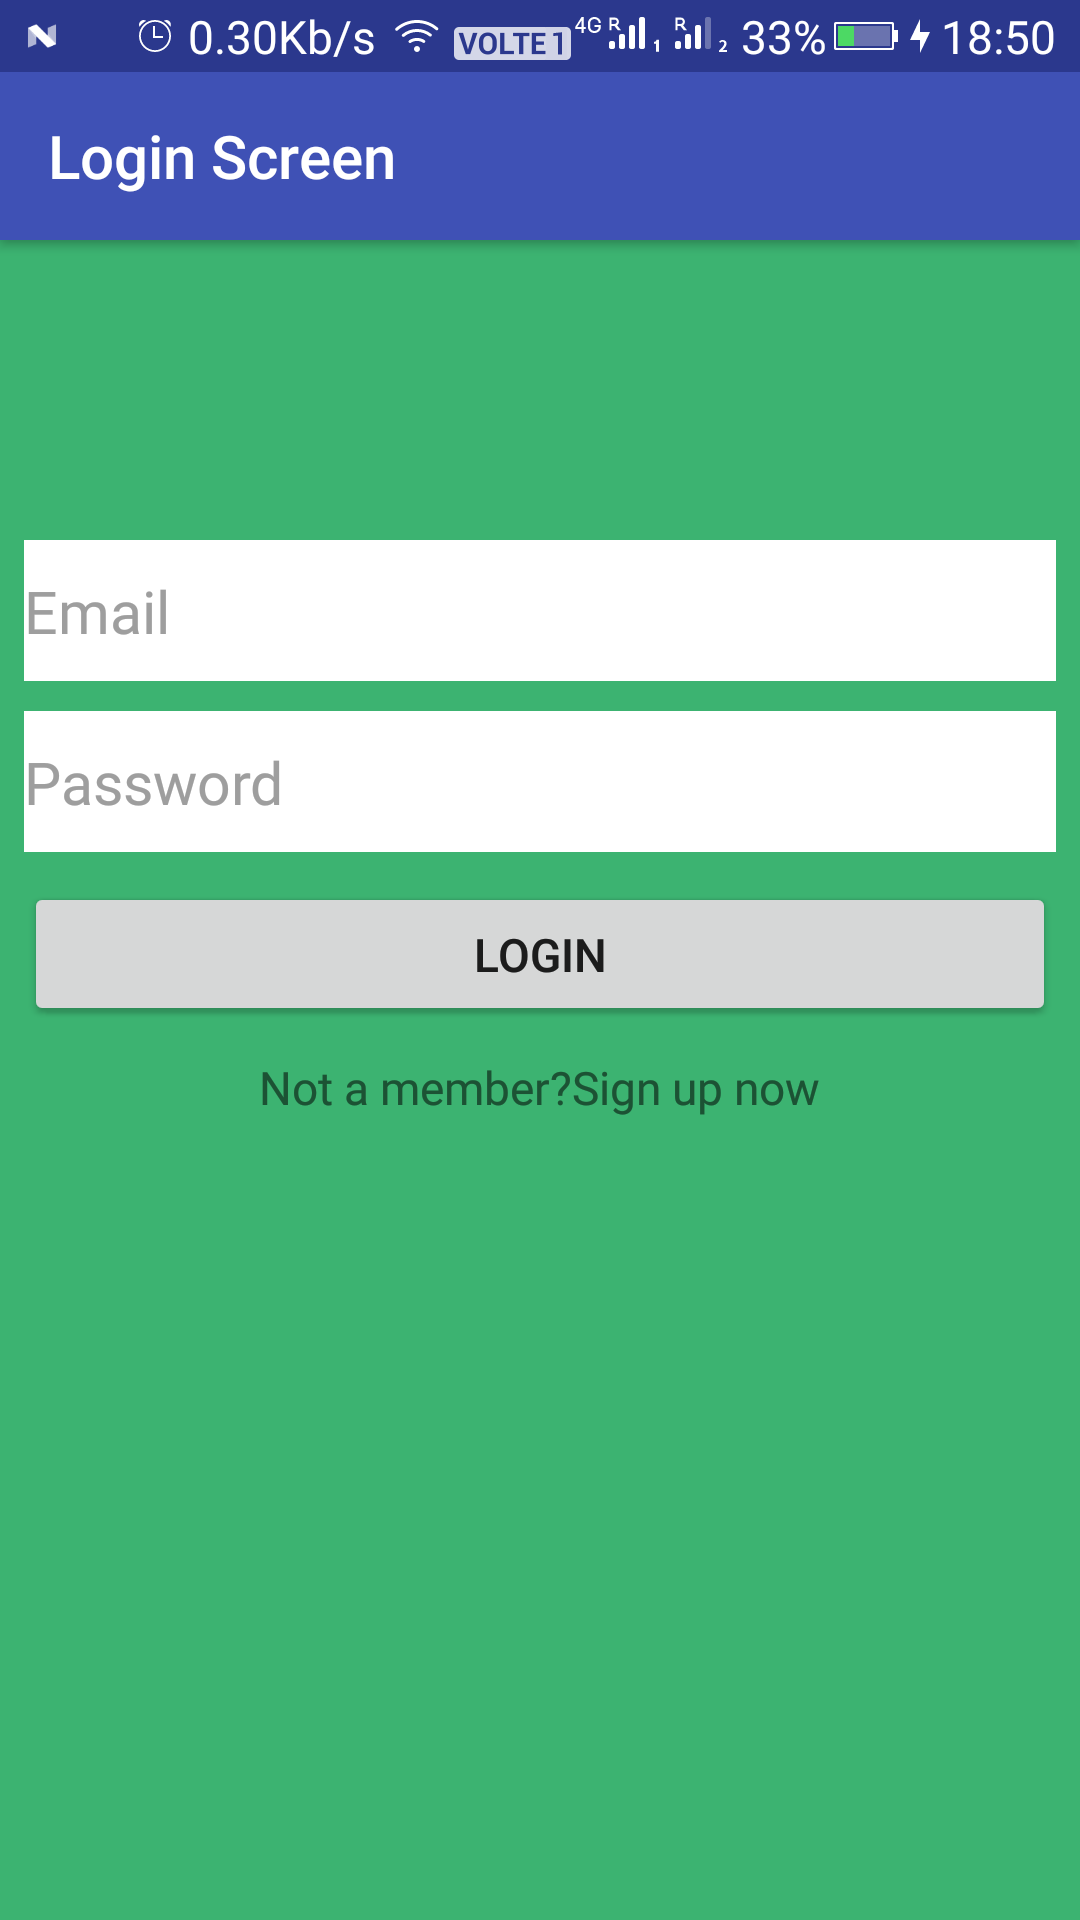 0.30Kb/s VOLTE 1 4G R 1 R 2 33% 18:50
Login Screen
Email
Password
LOGIN
Not a member?Sign up now